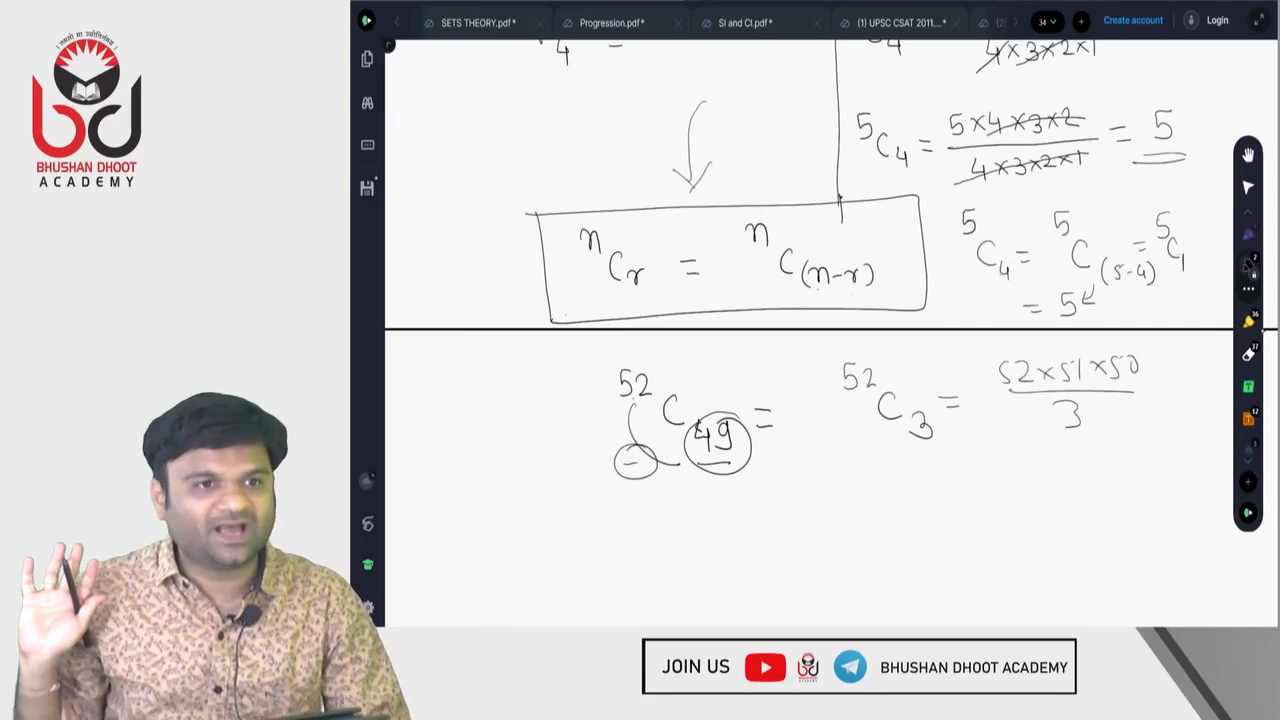 SETS THEORY.pdf*
Progression.pdf*
SI and CI.pdf*
(1) UPSC CSAT 2011....*
34
Create account
Login
BHUSHAN DHOOT
ACADEMY
4 =
4×3×2×1
5C4 = 5×4×3×2 / 4×3×2×1 = 5
nCr = nC(n-r)
5C4 = 5C(5-4) = 5C1
= 5
52C49 = 52C3 = 52×51×50 / 3
JOIN US
BHUSHAN DHOOT ACADEMY